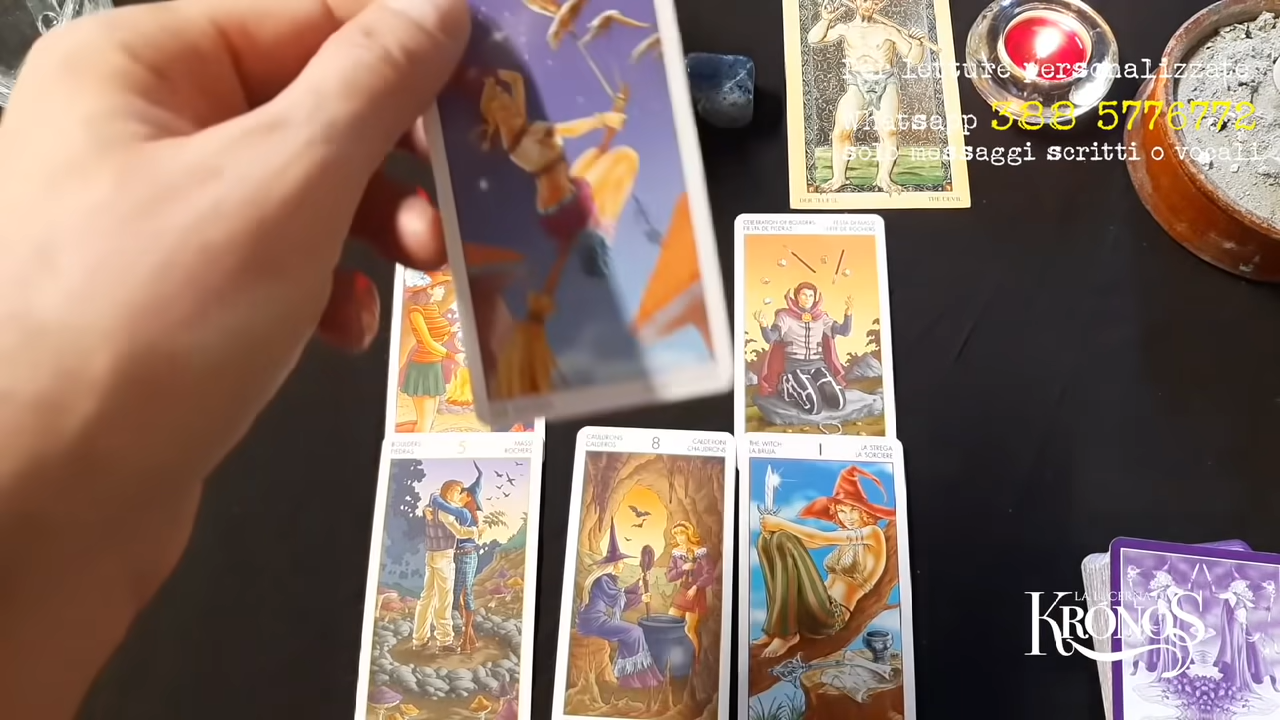 Per letture personalizzate
Whatsapp 388 5776772
solo messaggi scritti o vocali
THE DEVIL
CELEBRATION OF BOULDERS
FIESTA DE PIEDRAS
BOULDERS
PIEDRAS
5
MASSI
ROCHERS
CAULDRONS
CALDEROS
8
CALDERONI
CHAUDRONS
THE WITCH
LA BRUJA
I
LA STREGA
LA SORCIERE
LA LUCERNA DI
KRONOS